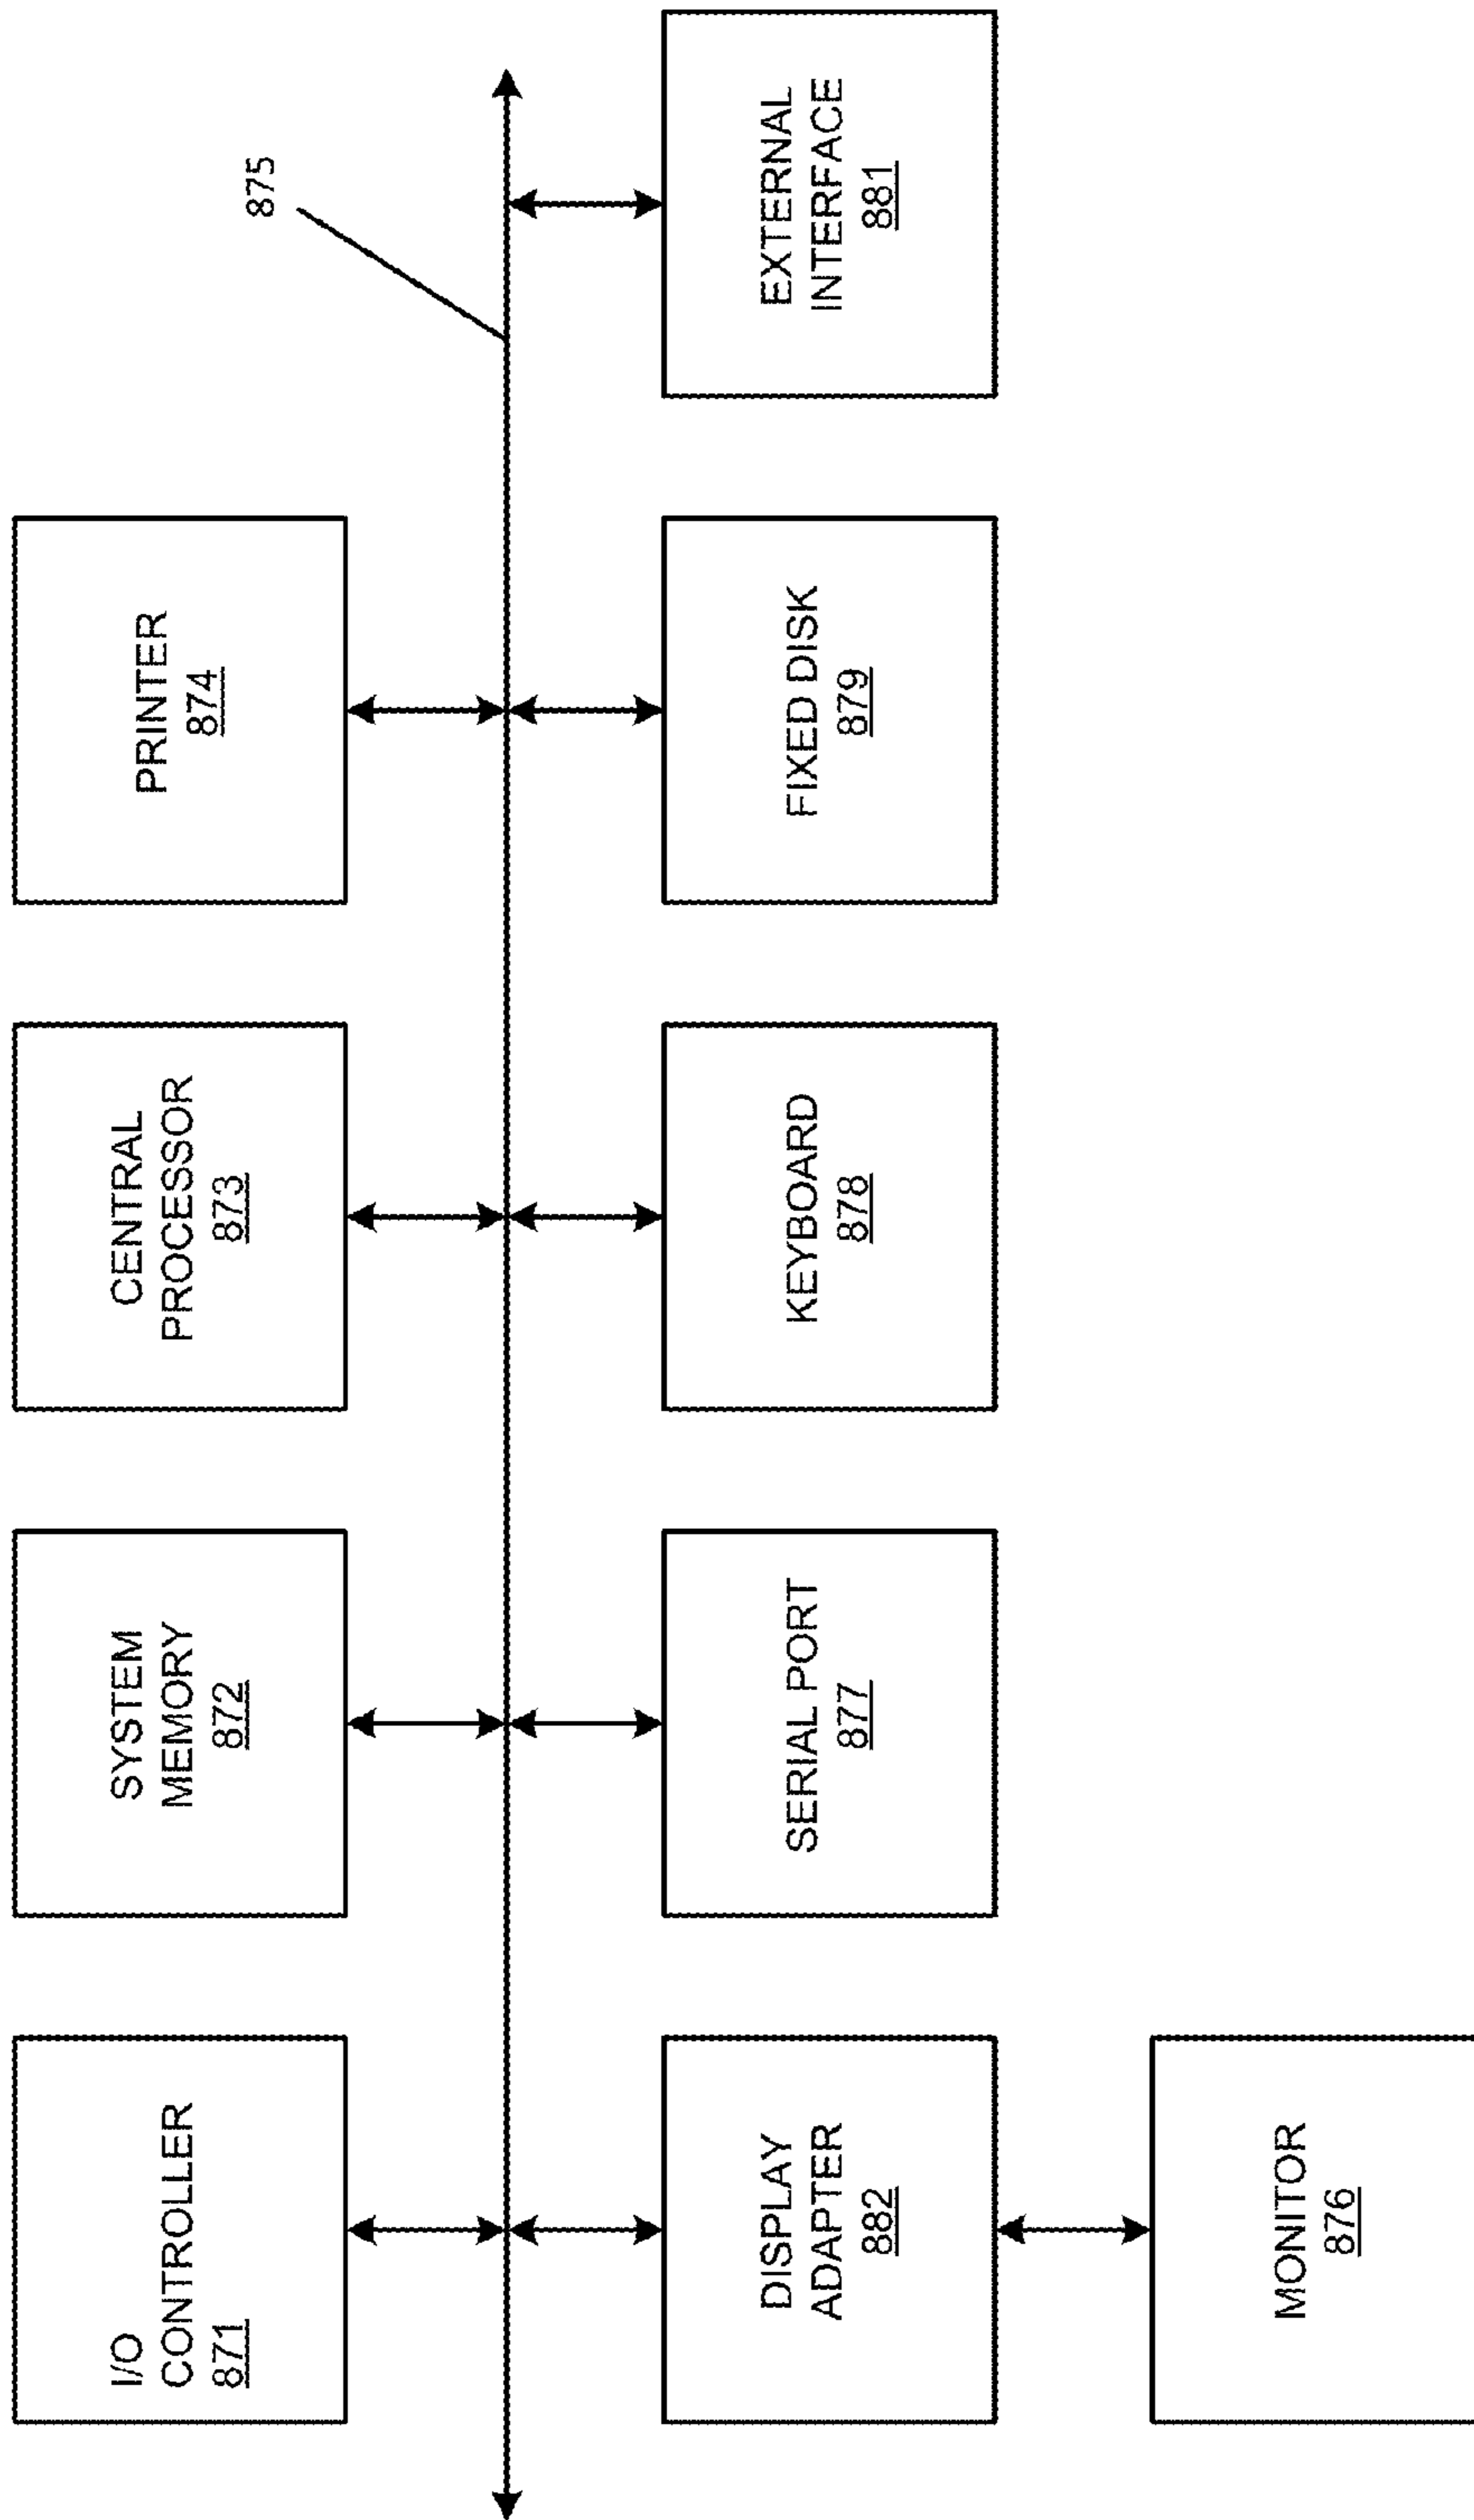 875
I/O
CONTROLLER
871
SYSTEM
MEMORY
872
CENTRAL
PROCESSOR
873
PRINTER
874
DISPLAY
ADAPTER
882
SERIAL PORT
877
KEYBOARD
878
FIXED DISK
879
EXTERNAL
INTERFACE
881
MONITOR
876